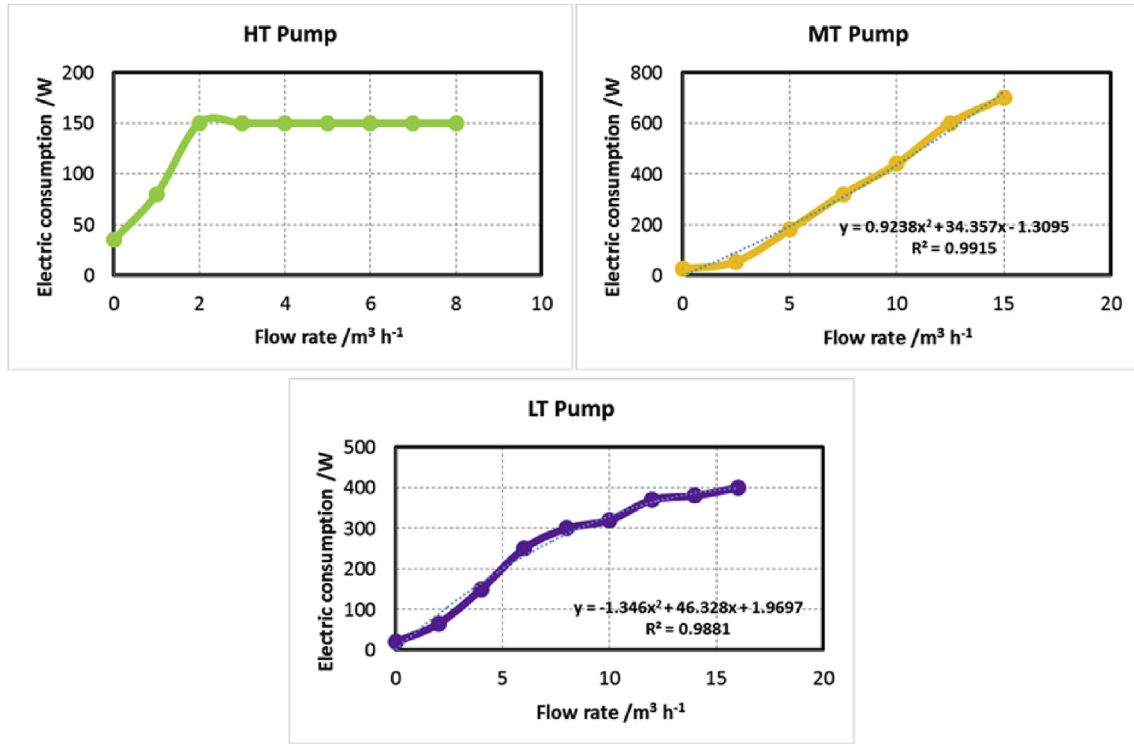 HT Pump
Electric consumption /W
200
150
100
50
0
0 2 4 6 8 10
Flow rate /m³ h⁻¹
MT Pump
Electric consumption /W
800
600
400
200
0
y = 0.9238x² + 34.357x - 1.3095
R² = 0.9915
0 5 10 15 20
Flow rate /m³ h⁻¹
LT Pump
Electric consumption /W
500
400
300
200
100
0
y = -1.346x² + 46.328x + 1.9697
R² = 0.9881
0 5 10 15 20
Flow rate /m³ h⁻¹